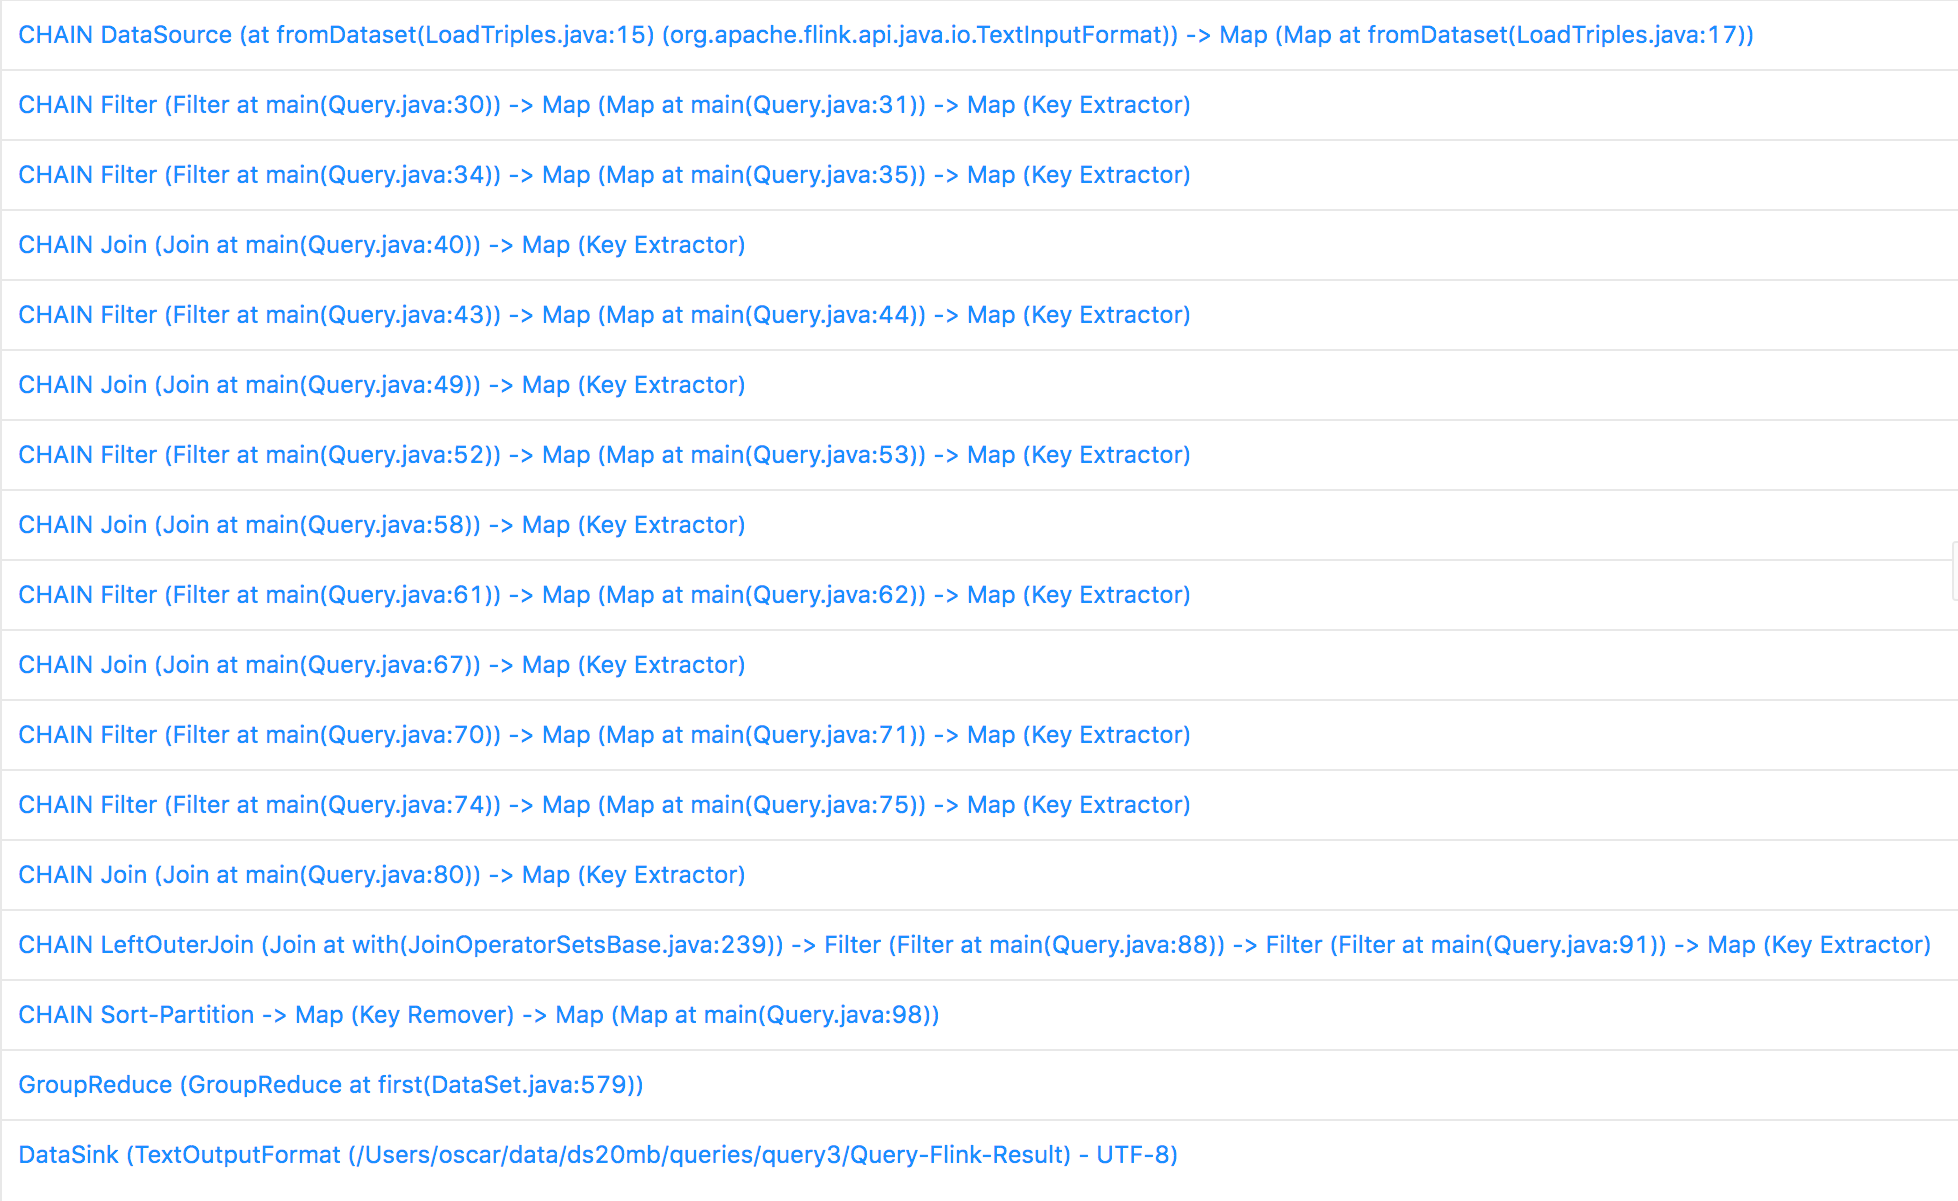 CHAIN DataSource (at fromDataset(LoadTriples.java:15) (org.apache.flink.api.java.io.TextInputFormat)) -> Map (Map at fromDataset(LoadTriples.java:17))
CHAIN Filter (Filter at main(Query.java:30)) -> Map (Map at main(Query.java:31)) -> Map (Key Extractor)
CHAIN Filter (Filter at main(Query.java:34)) -> Map (Map at main(Query.java:35)) -> Map (Key Extractor)
CHAIN Join (Join at main(Query.java:40)) -> Map (Key Extractor)
CHAIN Filter (Filter at main(Query.java:43)) -> Map (Map at main(Query.java:44)) -> Map (Key Extractor)
CHAIN Join (Join at main(Query.java:49)) -> Map (Key Extractor)
CHAIN Filter (Filter at main(Query.java:52)) -> Map (Map at main(Query.java:53)) -> Map (Key Extractor)
CHAIN Join (Join at main(Query.java:58)) -> Map (Key Extractor)
CHAIN Filter (Filter at main(Query.java:61)) -> Map (Map at main(Query.java:62)) -> Map (Key Extractor)
CHAIN Join (Join at main(Query.java:67)) -> Map (Key Extractor)
CHAIN Filter (Filter at main(Query.java:70)) -> Map (Map at main(Query.java:71)) -> Map (Key Extractor)
CHAIN Filter (Filter at main(Query.java:74)) -> Map (Map at main(Query.java:75)) -> Map (Key Extractor)
CHAIN Join (Join at main(Query.java:80)) -> Map (Key Extractor)
CHAIN LeftOuterJoin (Join at with(JoinOperatorSetsBase.java:239)) -> Filter (Filter at main(Query.java:88)) -> Filter (Filter at main(Query.java:91)) -> Map (Key Extractor)
CHAIN Sort-Partition -> Map (Key Remover) -> Map (Map at main(Query.java:98))
GroupReduce (GroupReduce at first(DataSet.java:579))
DataSink (TextOutputFormat (/Users/oscar/data/ds20mb/queries/query3/Query-Flink-Result) - UTF-8)